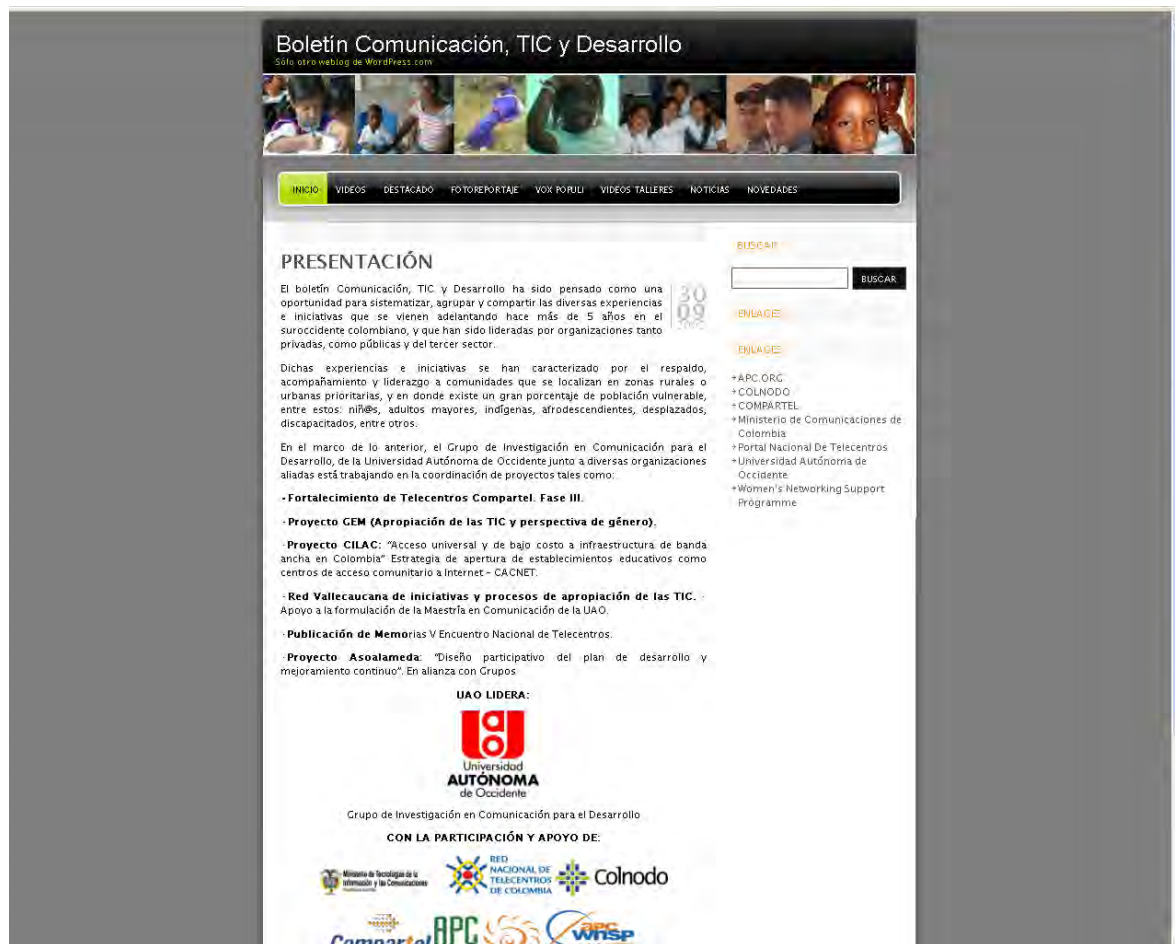 Boletín Comunicación, TIC y Desarrollo
Sólo otro weblog de WordPress.com
INICIO VIDEOS DESTACADO FOTOREPORTAJE VOX POPULI VIDEOS TALLERES NOTICIAS NOVEDADES
PRESENTACIÓN
30
09
El boletín Comunicación, TIC y Desarrollo ha sido pensado como una
oportunidad para sistematizar, agrupar y compartir las diversas experiencias
e iniciativas que se vienen adelantando hace más de 5 años en el
suroccidente colombiano, y que han sido lideradas por organizaciones tanto
privadas, como públicas y del tercer sector.
Dichas experiencias e iniciativas se han caracterizado por el respaldo,
acompañamiento y liderazgo a comunidades que se localizan en zonas rurales o
urbanas prioritarias, y en donde existe un gran porcentaje de población vulnerable,
entre estos: niñ@s, adultos mayores, indígenas, afrodescendientes, desplazados,
discapacitados, entre otros.
En el marco de lo anterior, el Grupo de Investigación en Comunicación para el
Desarrollo, de la Universidad Autónoma de Occidente junto a diversas organizaciones
aliadas está trabajando en la coordinación de proyectos tales como:
·Fortalecimiento de Telecentros Compartel. Fase III.
·Proyecto GEM (Apropiación de las TIC y perspectiva de género).
·Proyecto CILAC: "Acceso universal y de bajo costo a infraestructura de banda
ancha en Colombia" Estrategia de apertura de establecimientos educativos como
centros de acceso comunitario a Internet – CACNET.
·Red Vallecaucana de iniciativas y procesos de apropiación de las TIC. ·
Apoyo a la formulación de la Maestría en Comunicación de la UAO.
·Publicación de Memorias V Encuentro Nacional de Telecentros.
·Proyecto Asoalameda: "Diseño participativo del plan de desarrollo y
mejoramiento continuo". En alianza con Grupos
UAO LIDERA:
Universidad
AUTÓNOMA
de Occidente
Grupo de Investigación en Comunicación para el Desarrollo
CON LA PARTICIPACIÓN Y APOYO DE:
Ministerio de Tecnologías de la
Información y las Comunicaciones
RED
NACIONAL DE
TELECENTROS
DE COLOMBIA
Colnodo
Compartel
APC
apc
wnsp
BUSCAR
BUSCAR
ENLACES
ENLACES
+APC.ORG
+COLNODO
+COMPARTEL
+Ministerio de Comunicaciones de
Colombia
+Portal Nacional De Telecentros
+Universidad Autónoma de
Occidente
+Women's Networking Support
Programme